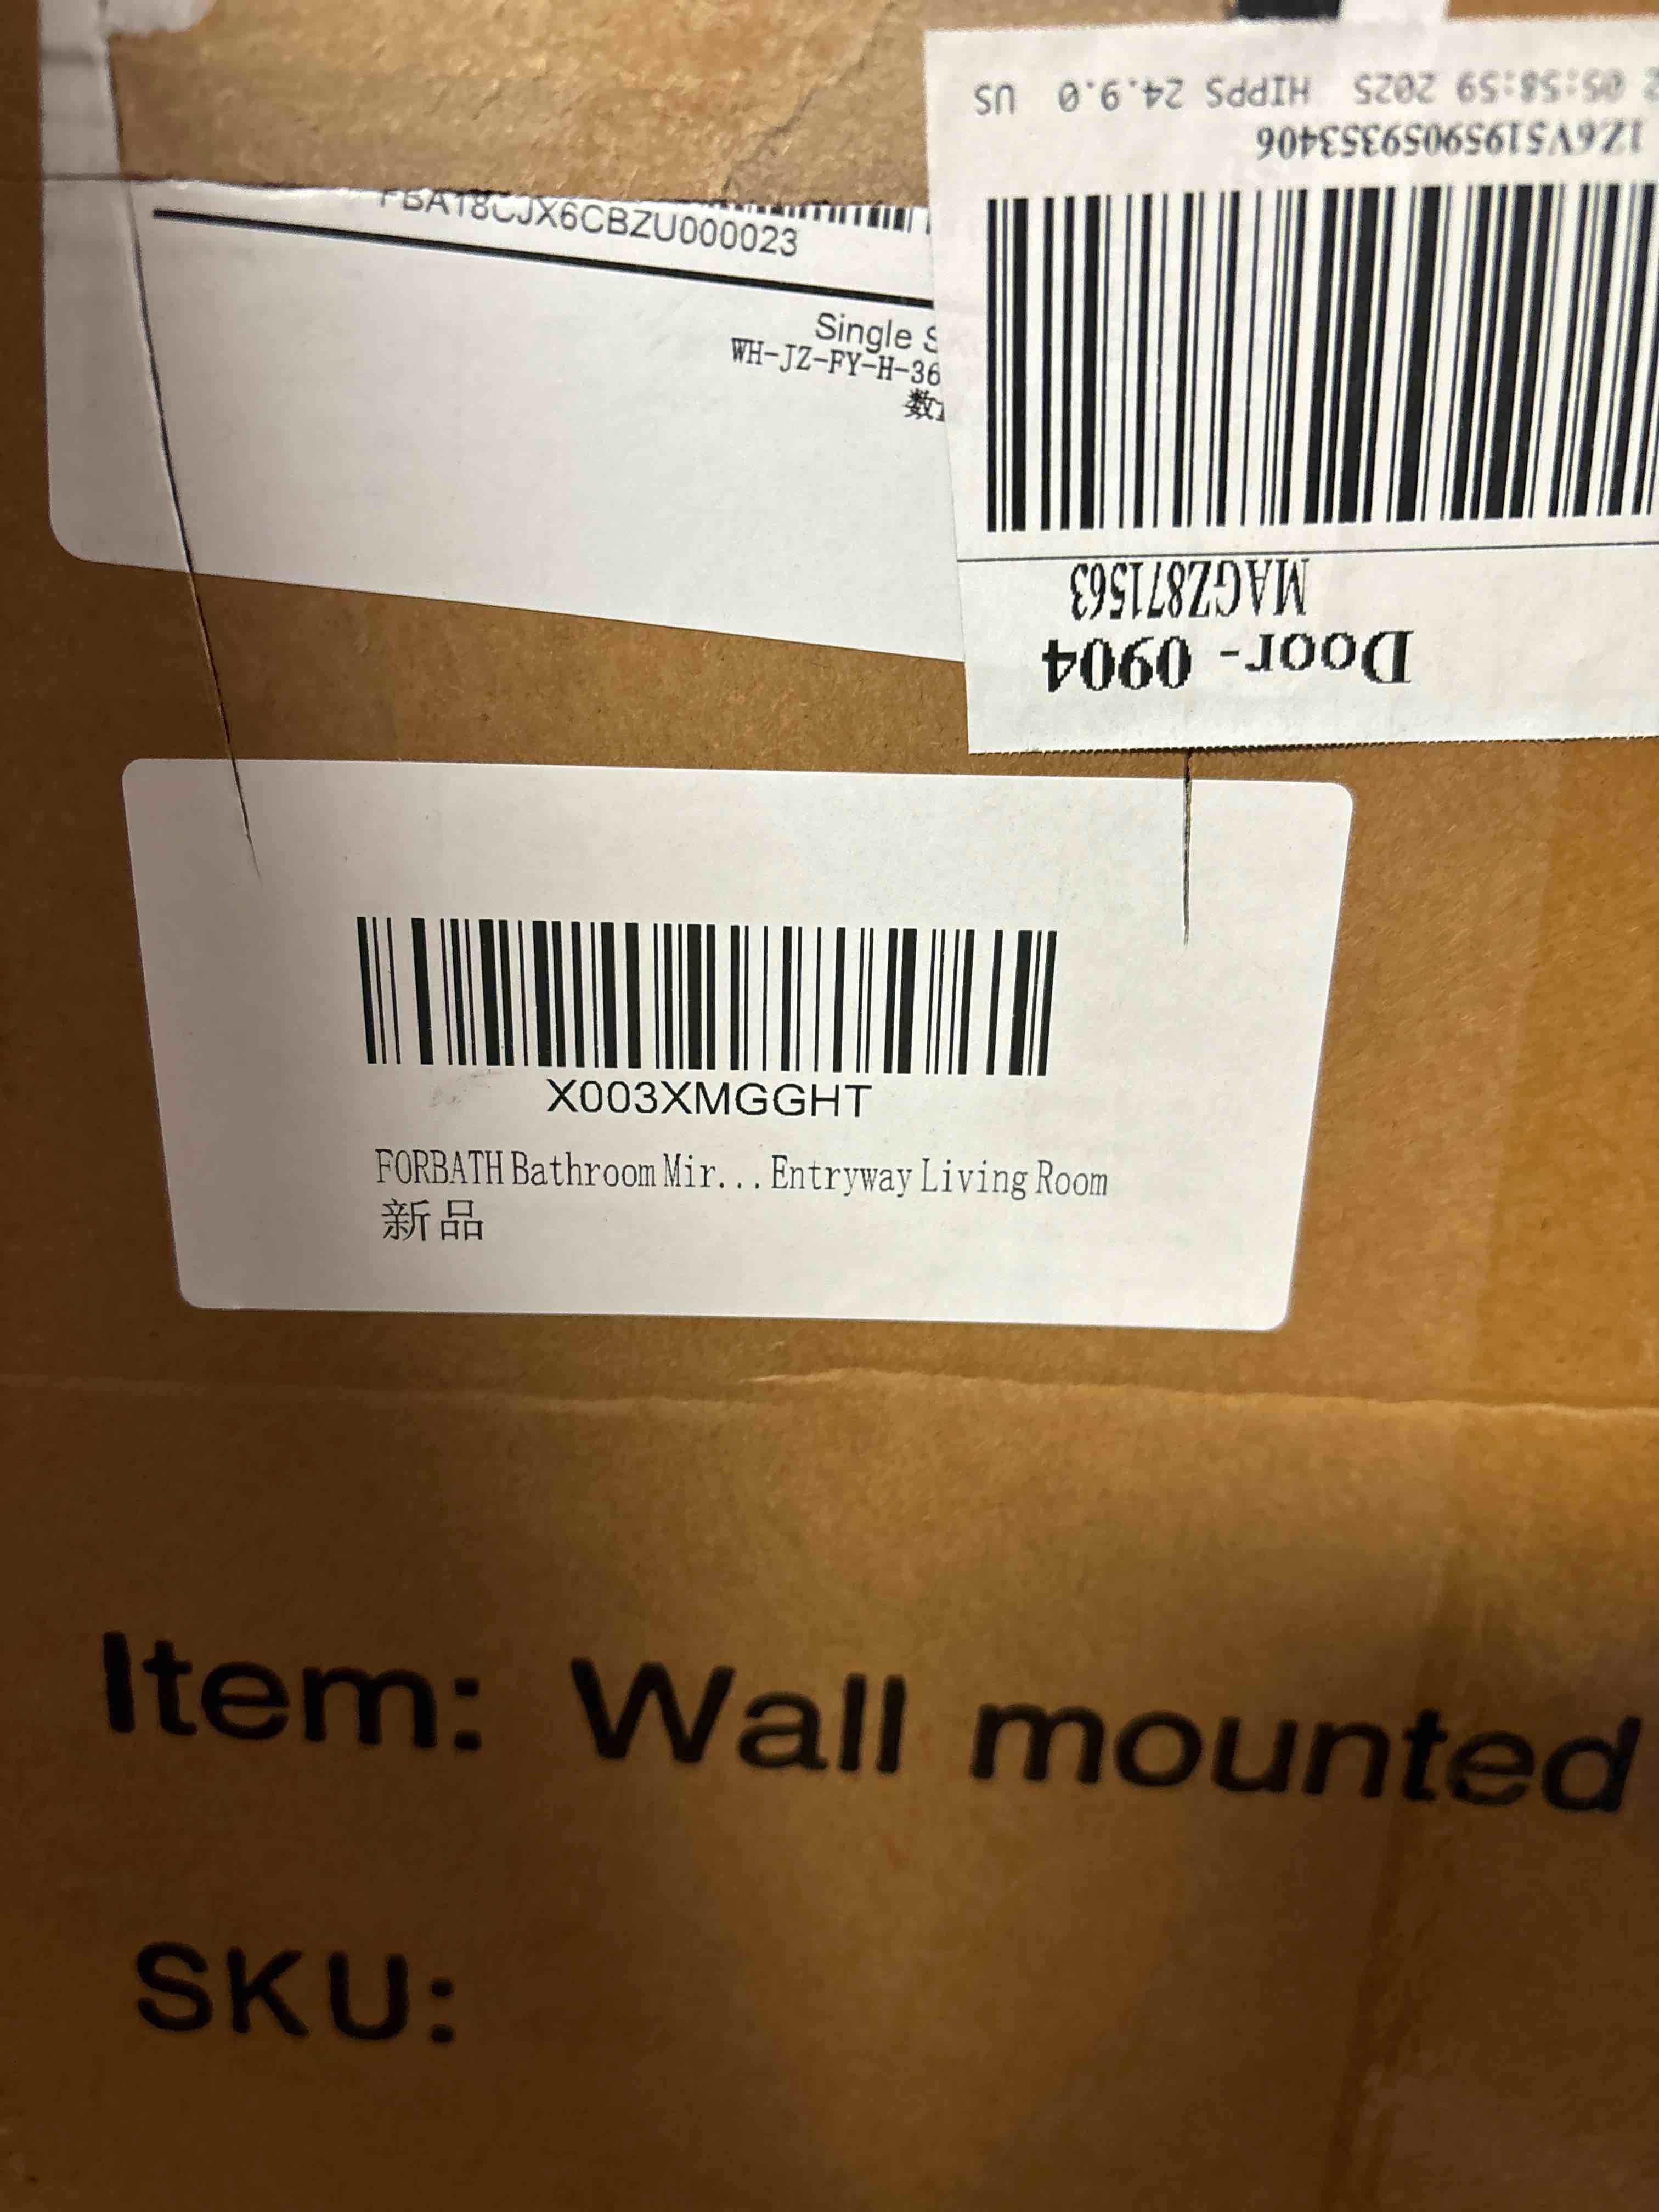 05:58:59 2025 HIPPS 24.9.0 US
1Z6V51959059353406
MAGZ871563
Door- 0904
FBA18CJX6CBZU000023
Single
WH-JZ-FY-H-36
X003XMGGHT
FORBATH Bathroom Mir... Entryway Living Room
新品
Item: Wall mounted
SKU: